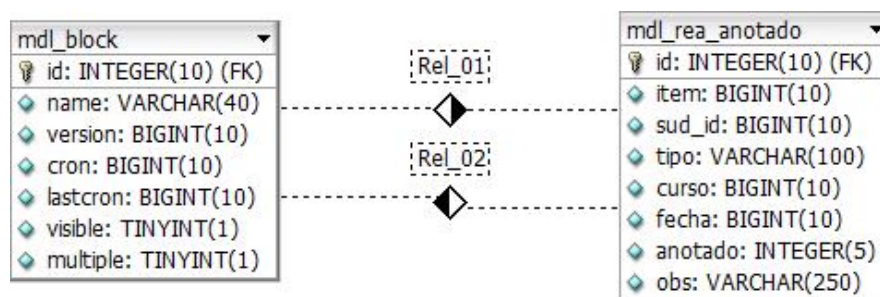 mdl_block
id: INTEGER(10) (FK)
name: VARCHAR(40)
version: BIGINT(10)
cron: BIGINT(10)
lastcron: BIGINT(10)
visible: TINYINT(1)
multiple: TINYINT(1)
Rel_01
Rel_02
mdl_rea_anotado
id: INTEGER(10) (FK)
item: BIGINT(10)
sud_id: BIGINT(10)
tipo: VARCHAR(100)
curso: BIGINT(10)
fecha: BIGINT(10)
anotado: INTEGER(5)
obs: VARCHAR(250)